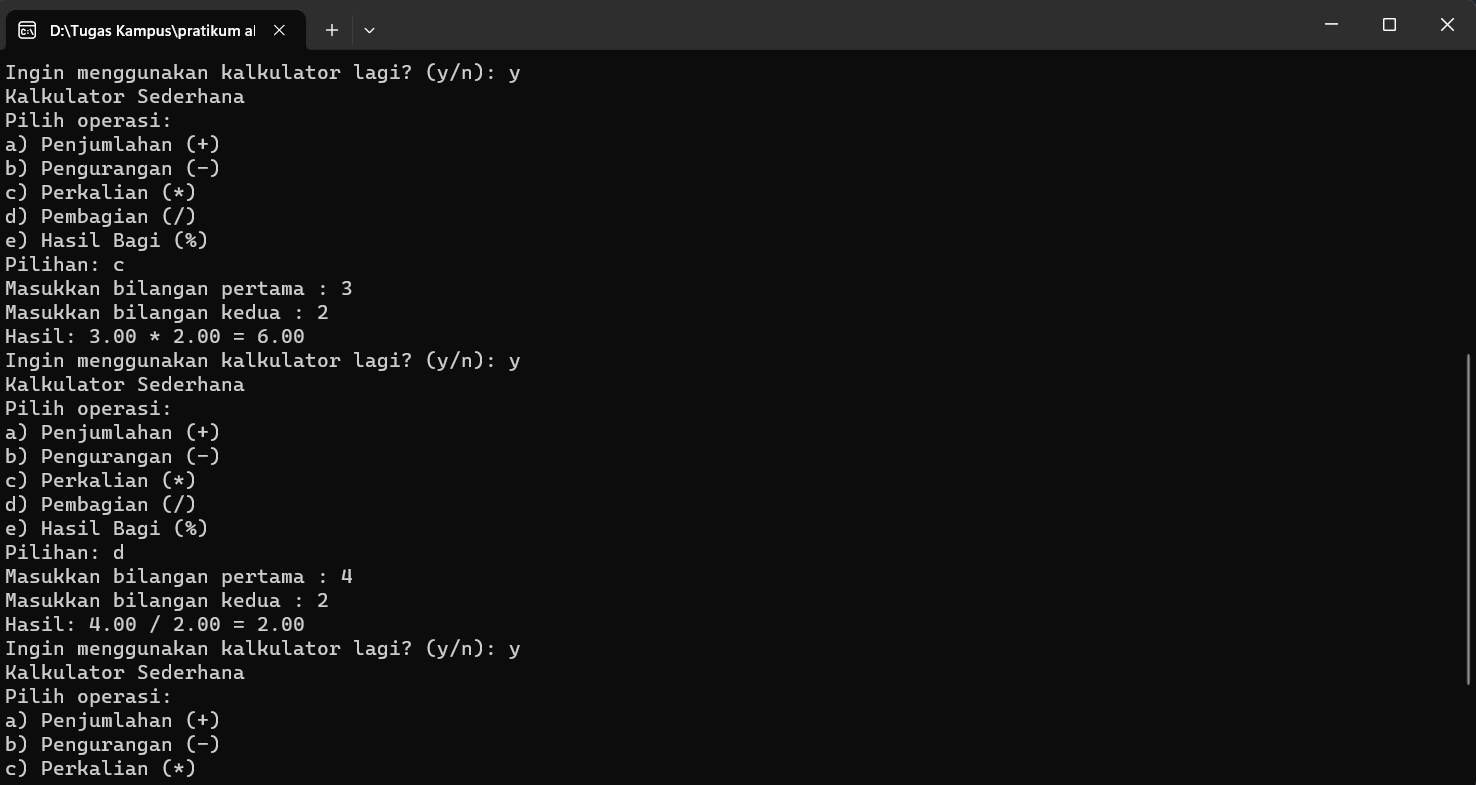 D:\Tugas Kampus\pratikum al
Ingin menggunakan kalkulator lagi? (y/n): y
Kalkulator Sederhana
Pilih operasi:
a) Penjumlahan (+)
b) Pengurangan (-)
c) Perkalian (*)
d) Pembagian (/)
e) Hasil Bagi (%)
Pilihan: c
Masukkan bilangan pertama : 3
Masukkan bilangan kedua : 2
Hasil: 3.00 * 2.00 = 6.00
Ingin menggunakan kalkulator lagi? (y/n): y
Kalkulator Sederhana
Pilih operasi:
a) Penjumlahan (+)
b) Pengurangan (-)
c) Perkalian (*)
d) Pembagian (/)
e) Hasil Bagi (%)
Pilihan: d
Masukkan bilangan pertama : 4
Masukkan bilangan kedua : 2
Hasil: 4.00 / 2.00 = 2.00
Ingin menggunakan kalkulator lagi? (y/n): y
Kalkulator Sederhana
Pilih operasi:
a) Penjumlahan (+)
b) Pengurangan (-)
c) Perkalian (*)